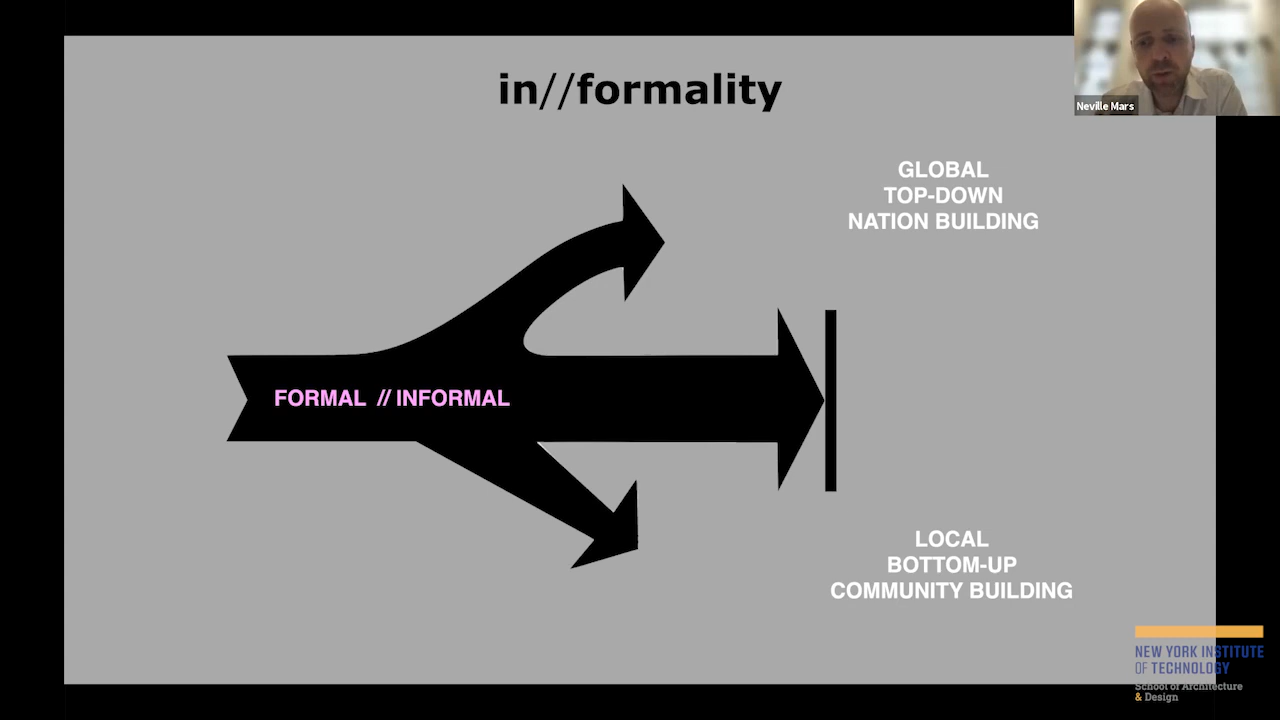 in//formality
Neville Mars
GLOBAL
TOP-DOWN
NATION BUILDING
FORMAL // INFORMAL
LOCAL
BOTTOM-UP
COMMUNITY BUILDING
NEW YORK INSTITUTE
OF TECHNOLOGY
School of Architecture
& Design